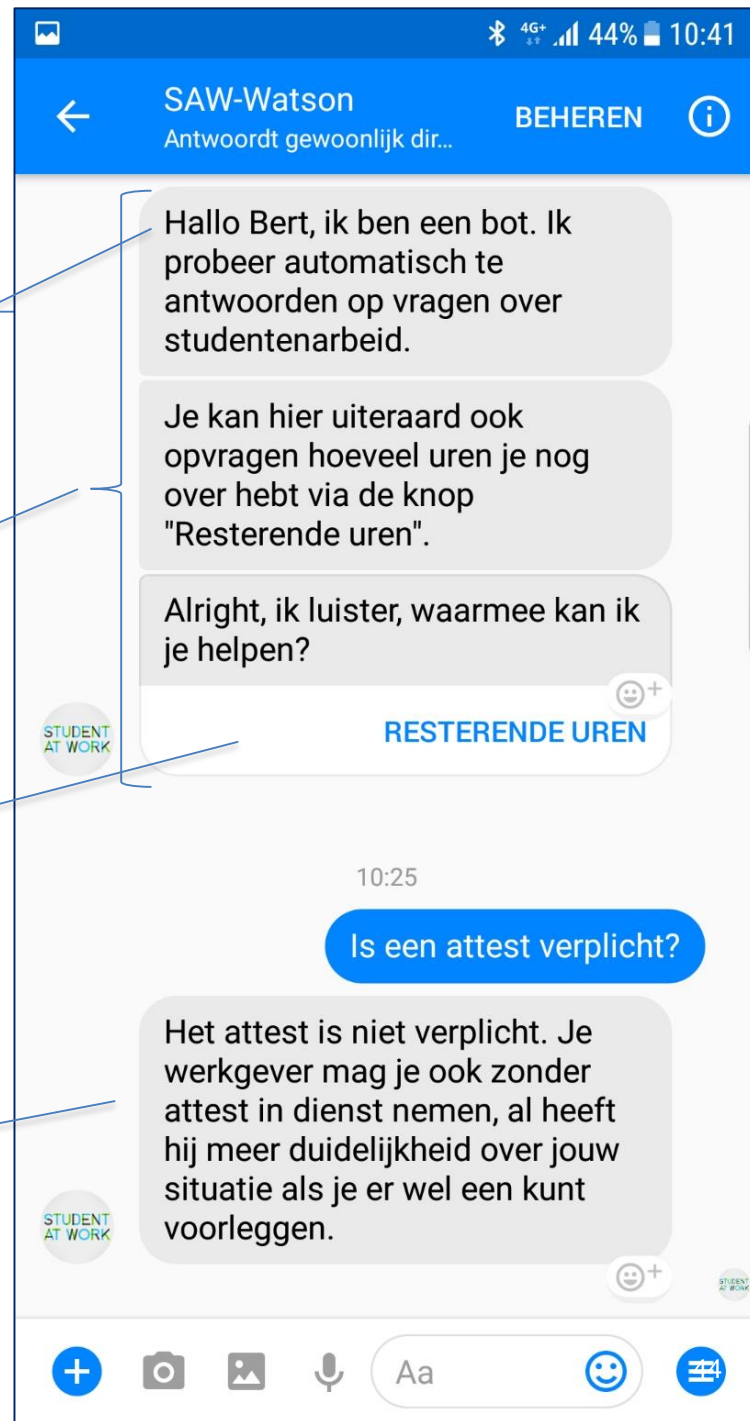 4G+ 44% 10:41
SAW-Watson
Antwoordt gewoonlijk dir...
BEHEREN
Hallo Bert, ik ben een bot. Ik
probeer automatisch te
antwoorden op vragen over
studentenarbeid.
Je kan hier uiteraard ook
opvragen hoeveel uren je nog
over hebt via de knop
"Resterende uren".
Alright, ik luister, waarmee kan ik
je helpen?
STUDENT
AT WORK
RESTERENDE UREN
10:25
Is een attest verplicht?
Het attest is niet verplicht. Je
werkgever mag je ook zonder
attest in dienst nemen, al heeft
hij meer duidelijkheid over jouw
situatie als je er wel een kunt
voorleggen.
STUDENT
AT WORK
STUDENT
AT WORK
Aa
44